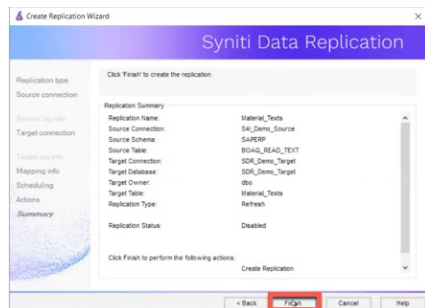 Create Replication Wizard
Syniti Data Replication
Replication type
Source connection
Source log info
Target connection
Target log info
Mapping info
Scheduling
Actions
Summary
Click 'Finish' to create the replication.
Replication Summary
Replication Name: Material_Texts
Source Connection: S4I_Demo_Source
Source Schema: SAPERP
Source Table: BOAQ_READ_TEXT
Target Connection: SDR_Demo_Target
Target Database: SDR_Demo_Target
Target Owner: dbo
Target Table: Material_Texts
Replication Type: Refresh
Replication Status: Disabled
Click Finish to perform the following actions:
Create Replication
< Back Finish Cancel Help